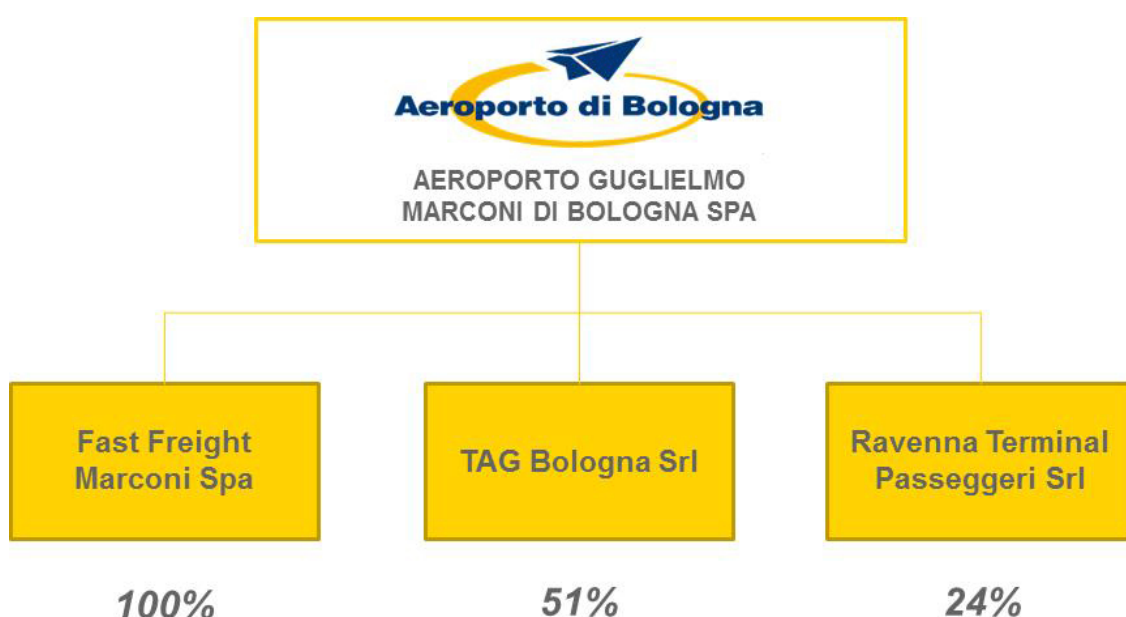 Aeroporto di Bologna
AEROPORTO GUGLIELMO
MARCONI DI BOLOGNA SPA
Fast Freight
Marconi Spa
TAG Bologna Srl
Ravenna Terminal
Passeggeri Srl
100%
51%
24%